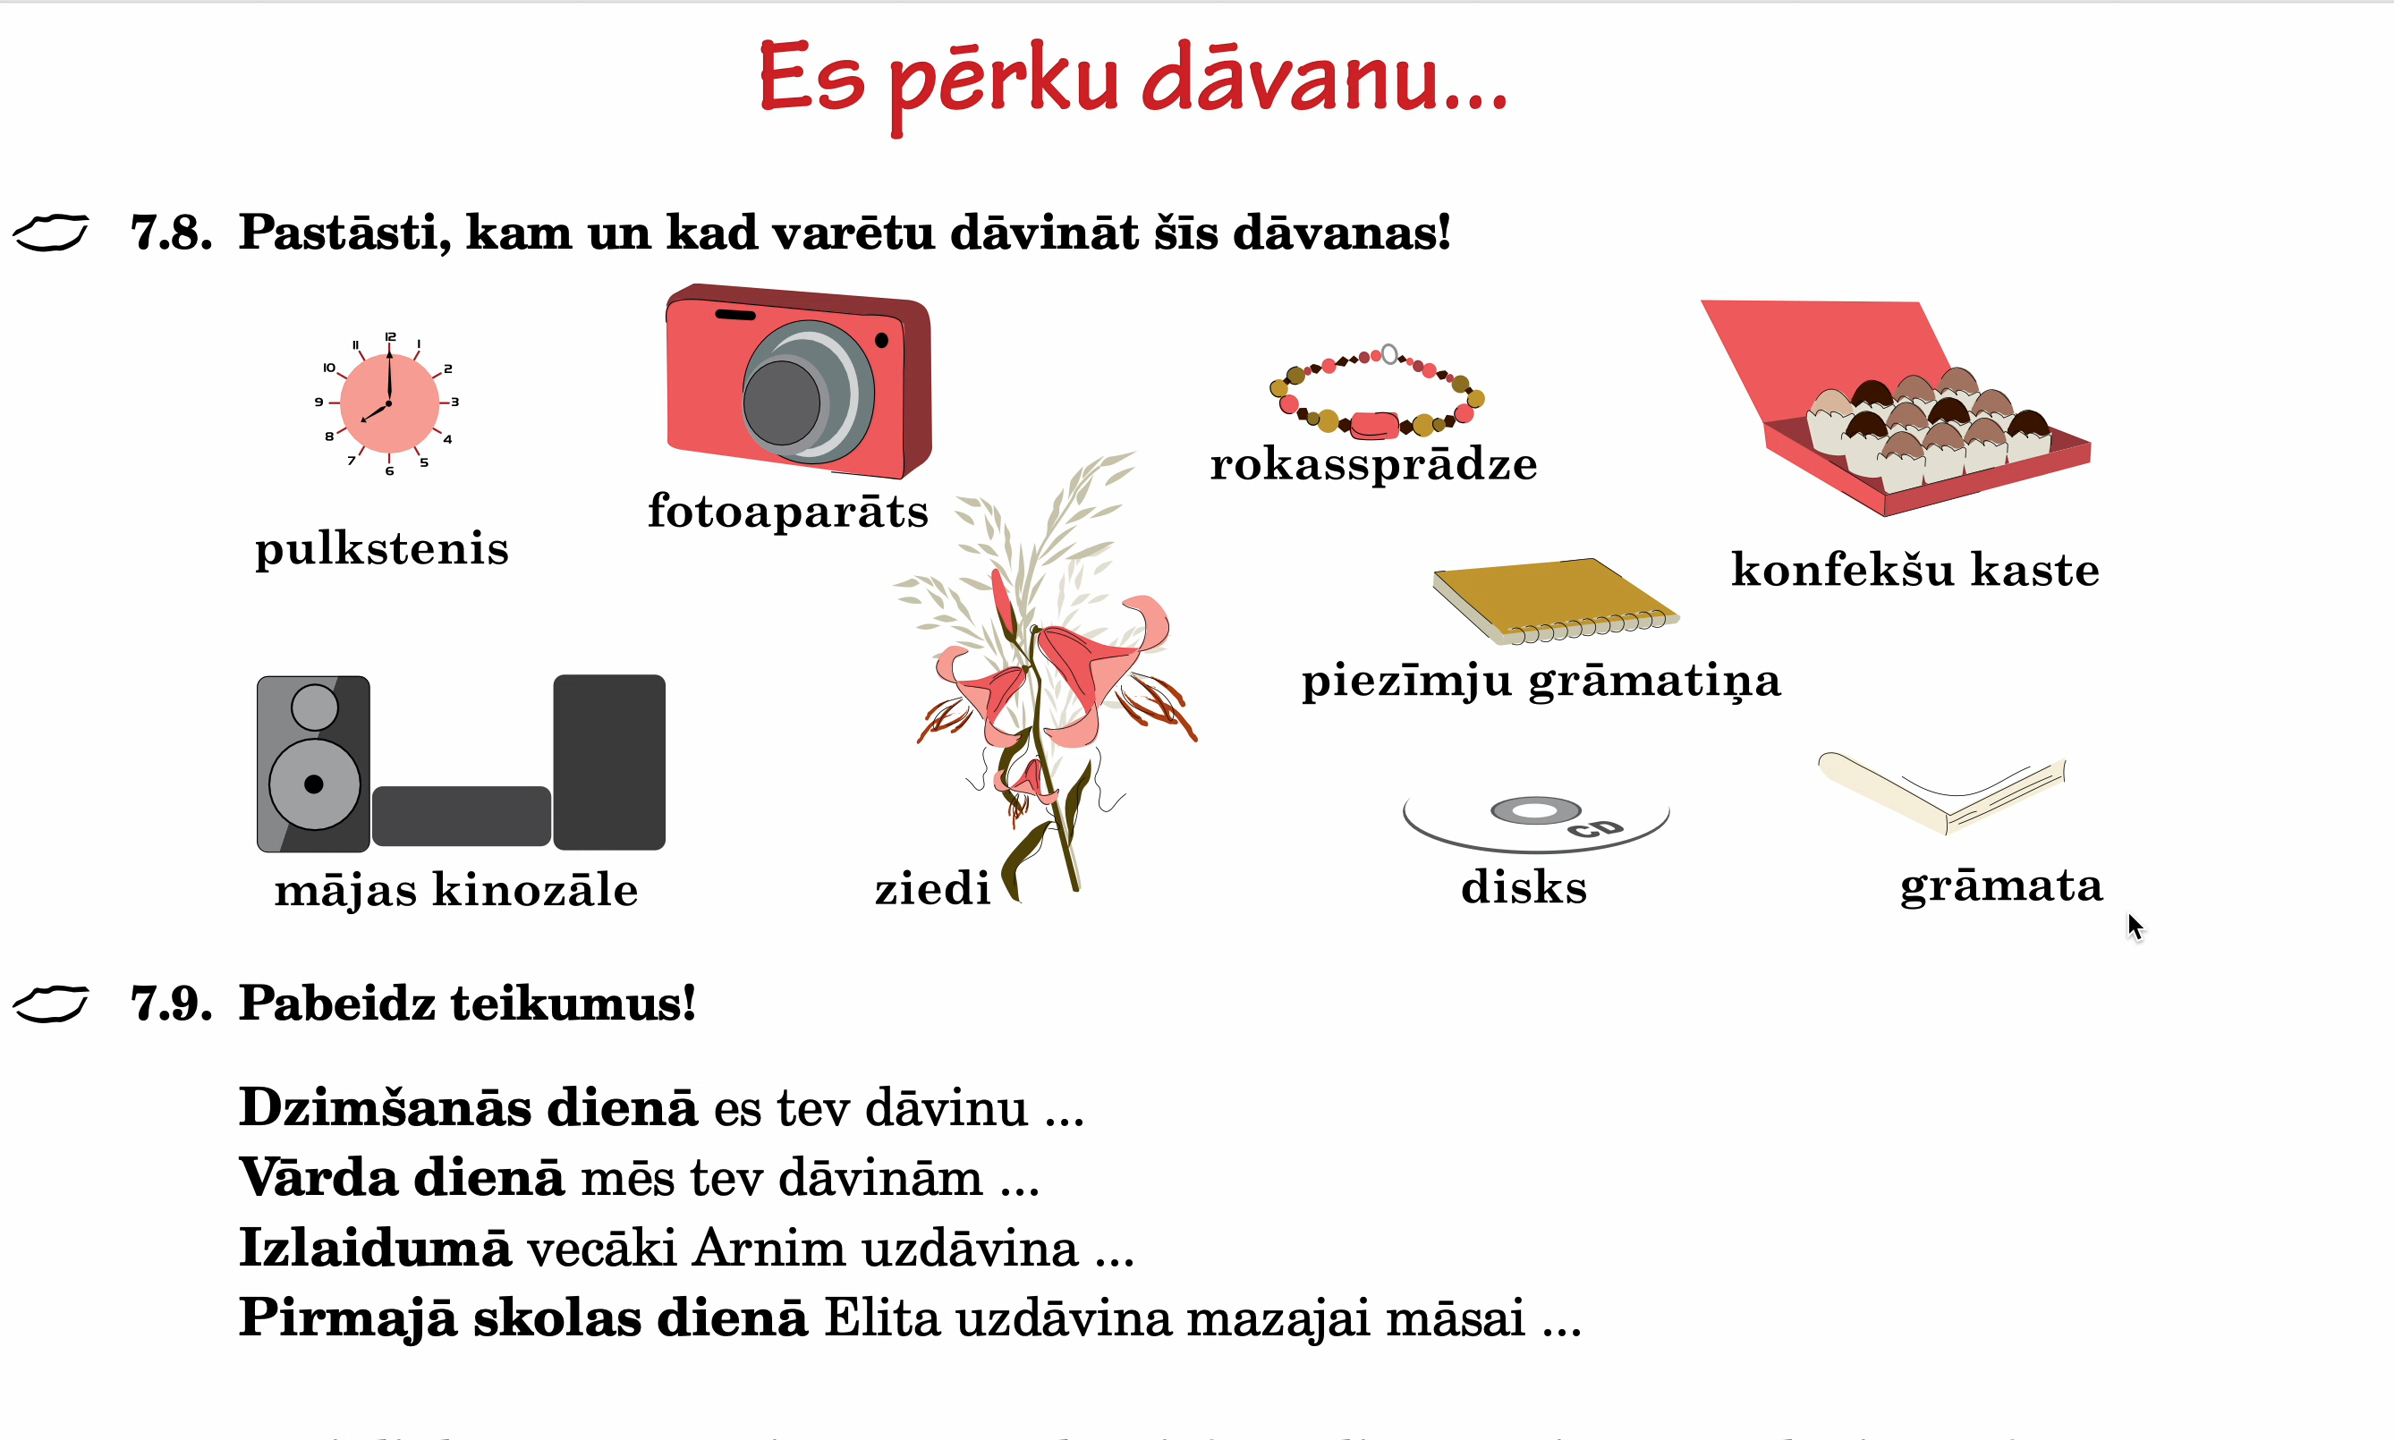 Es pērku dāvanu...
7.8. Pastāsti, kam un kad varētu dāvināt šīs dāvanas!
12
1
2
3
4
5
6
7
8
9
10
11
pulkstenis
fotoaparāts
rokassprādze
konfekšu kaste
piezīmju grāmatiņa
mājas kinozāle
ziedi
CD
disks
grāmata
7.9. Pabeidz teikumus!
Dzimšanās dienā es tev dāvinu ...
Vārda dienā mēs tev dāvinām ...
Izlaidumā vecāki Arnim uzdāvina ...
Pirmajā skolas dienā Elita uzdāvina mazajai māsai ...